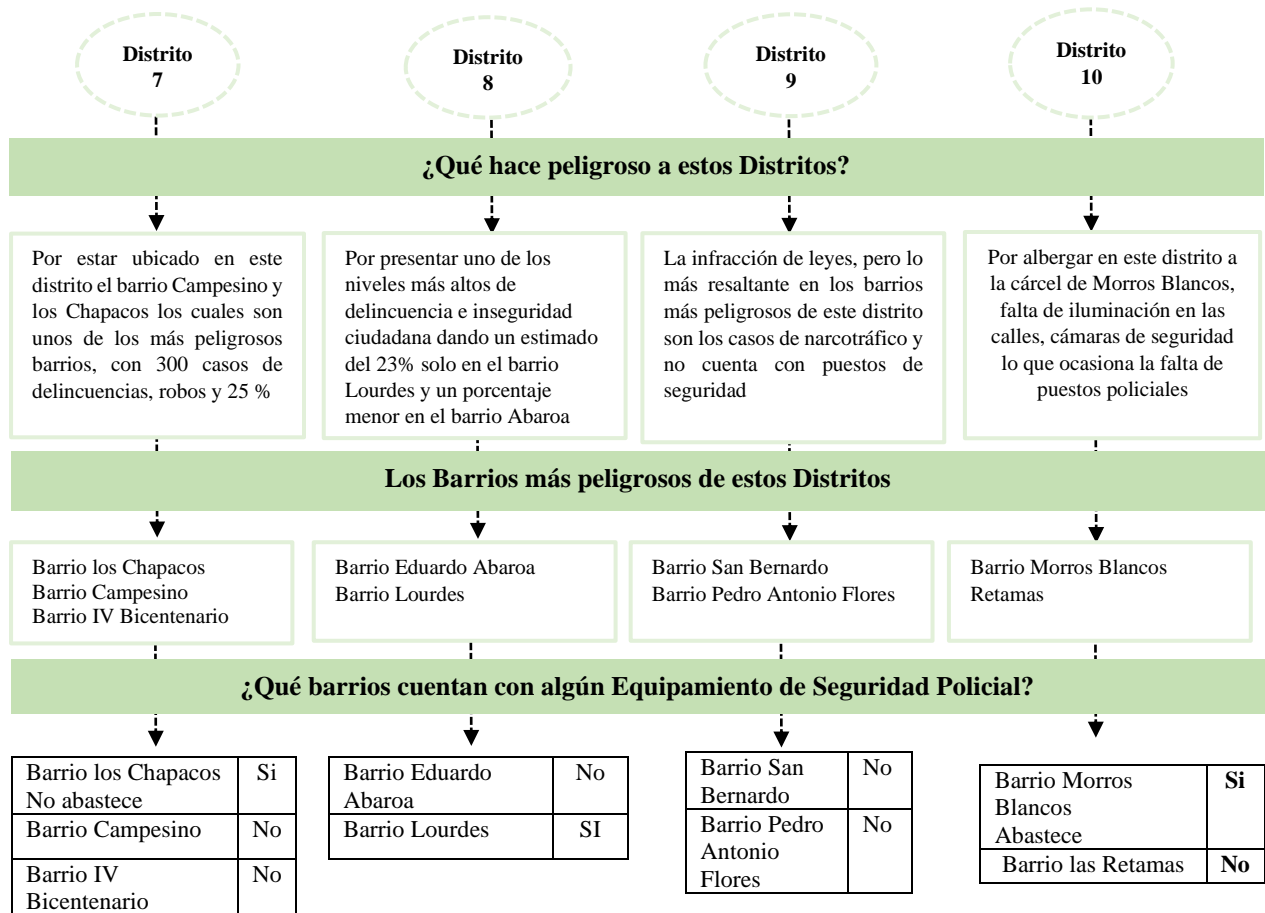 Distrito
7
Distrito
8
Distrito
9
Distrito
10
¿Qué hace peligroso a estos Distritos?
Por estar ubicado en este
distrito el barrio Campesino y
los Chapacos los cuales son
unos de los más peligrosos
barrios, con 300 casos de
delincuencias, robos y 25 %
Por presentar uno de los
niveles más altos de
delincuencia e inseguridad
ciudadana dando un estimado
del 23% solo en el barrio
Lourdes y un porcentaje
menor en el barrio Abaroa
La infracción de leyes, pero lo
más resaltante en los barrios
más peligrosos de este distrito
son los casos de narcotráfico y
no cuenta con puestos de
seguridad
Por albergar en este distrito a
la cárcel de Morros Blancos,
falta de iluminación en las
calles, cámaras de seguridad
lo que ocasiona la falta de
puestos policiales
Los Barrios más peligrosos de estos Distritos
Barrio los Chapacos
Barrio Campesino
Barrio IV Bicentenario
Barrio Eduardo Abaroa
Barrio Lourdes
Barrio San Bernardo
Barrio Pedro Antonio Flores
Barrio Morros Blancos
Retamas
¿Qué barrios cuentan con algún Equipamiento de Seguridad Policial?
Barrio los Chapacos Si
No abastece
Barrio Campesino No
Barrio IV No
Bicentenario
Barrio Eduardo No
Abaroa
Barrio Lourdes SI
Barrio San No
Bernardo
Barrio Pedro No
Antonio
Flores
Barrio Morros Si
Blancos
Abastece
Barrio las Retamas No